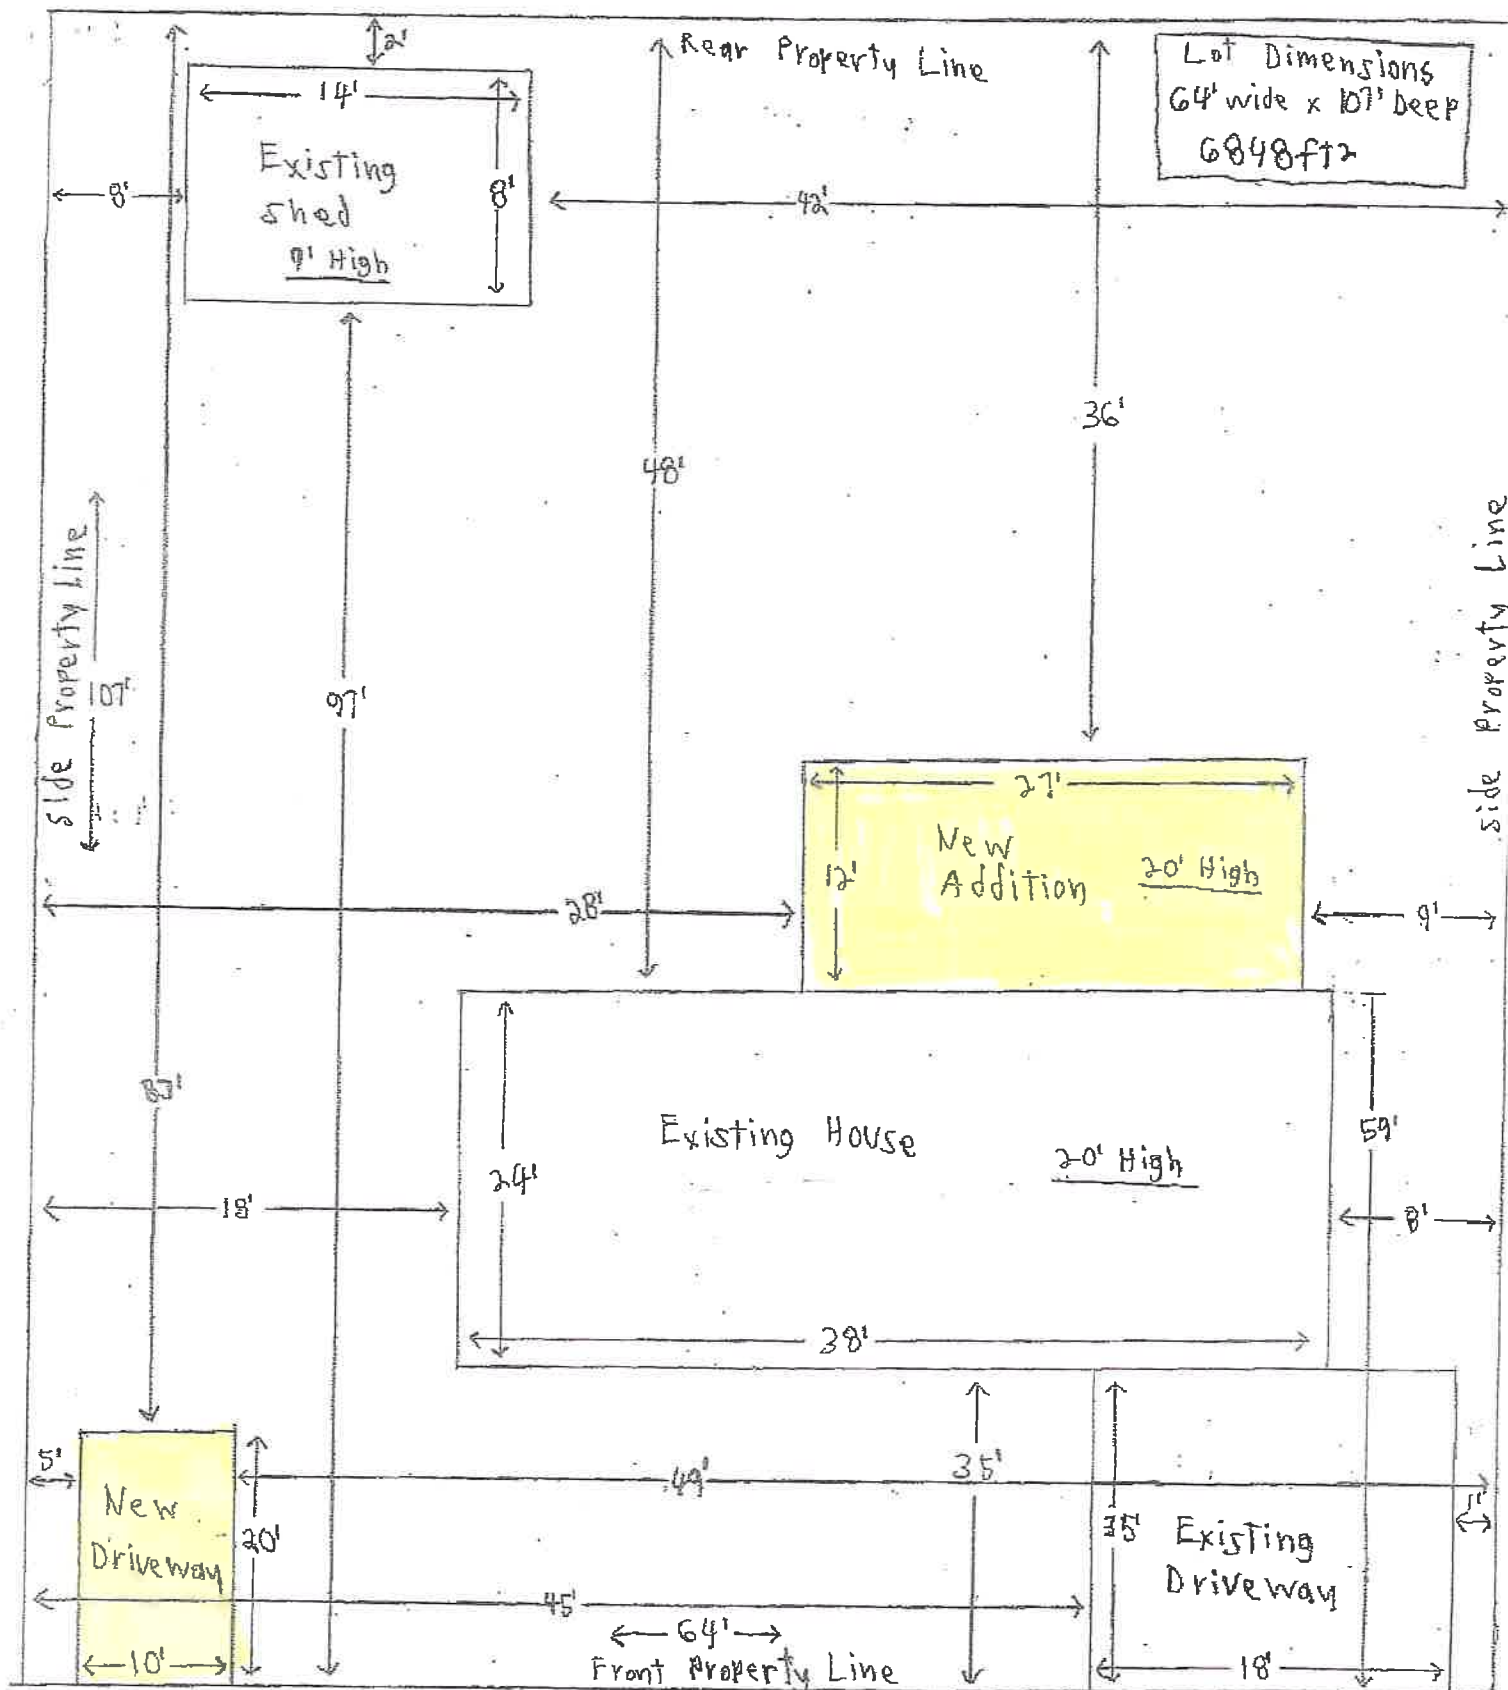 2'
Rear Property Line
Lot Dimensions
64' wide x 107' Deep
6848ft2
14'
Existing
shed
7' High
8'
8'
42'
36'
48'
Side Property Line
107'
97'
side Property Line
27'
New
Addition
20' High
12'
28'
9'
87'
59'
Existing House
20' High
24'
18'
8'
38'
5'
49'
35'
New
Driveway
20'
35'
Existing
Driveway
45'
64'
10'
Front Property Line
18'